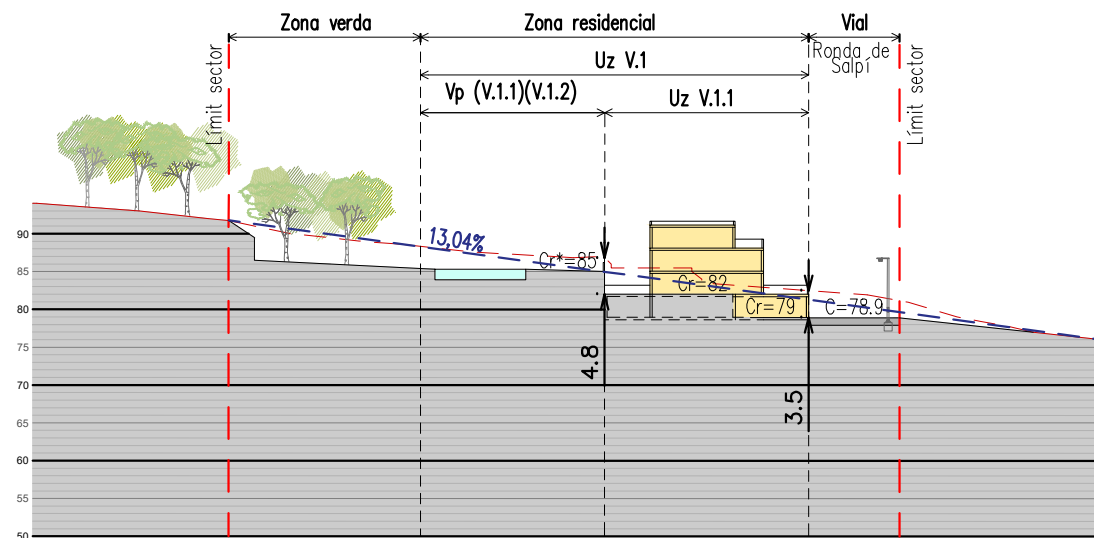 Zona verda
Zona residencial
Vial
Ronda de
Salpí
Uz V.1
Vp (V.1.1)(V.1.2)
Uz V.1.1
Límit sector
Límit sector
13,04%
Cr*=85
Cr=82
Cr=79
C=78.9
4.8
3.5
90
85
80
75
70
65
60
55
50